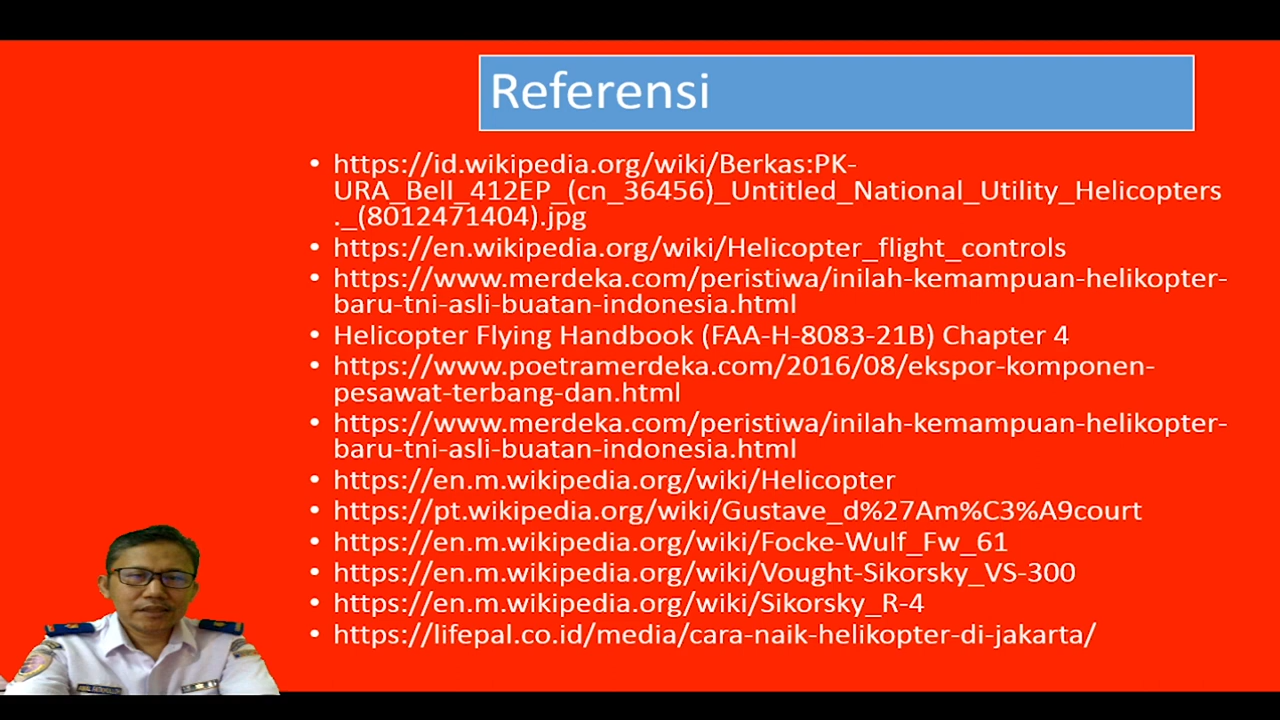 Referensi
• https://id.wikipedia.org/wiki/Berkas:PK-
URA_Bell_412EP_(cn_36456)_Untitled_National_Utility_Helicopters
._(8012471404).jpg
• https://en.wikipedia.org/wiki/Helicopter_flight_controls
• https://www.merdeka.com/peristiwa/inilah-kemampuan-helikopter-
baru-tni-asli-buatan-indonesia.html
• Helicopter Flying Handbook (FAA-H-8083-21B) Chapter 4
• https://www.poetramerdeka.com/2016/08/ekspor-komponen-
pesawat-terbang-dan.html
• https://www.merdeka.com/peristiwa/inilah-kemampuan-helikopter-
baru-tni-asli-buatan-indonesia.html
• https://en.m.wikipedia.org/wiki/Helicopter
• https://pt.wikipedia.org/wiki/Gustave_d%27Am%C3%A9court
• https://en.m.wikipedia.org/wiki/Focke-Wulf_Fw_61
• https://en.m.wikipedia.org/wiki/Vought-Sikorsky_VS-300
• https://en.m.wikipedia.org/wiki/Sikorsky_R-4
• https://lifepal.co.id/media/cara-naik-helikopter-di-jakarta/